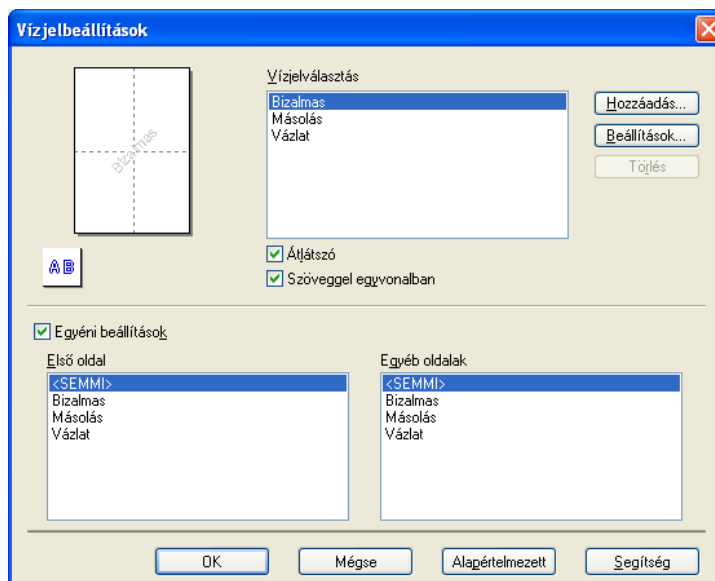 Vízjelbeállítások
Vízjelválasztás
Bizalmas
Másolás
Vázlat
Hozzáadás...
Beállítások...
Törlés
Bizalmas
AB
Átlátszó
Szöveggel egyvonalban
Egyéni beállítások
Első oldal
<SEMMI>
Bizalmas
Másolás
Vázlat
Egyéb oldalak
<SEMMI>
Bizalmas
Másolás
Vázlat
OK
Mégse
Alapértelmezett
Segítség